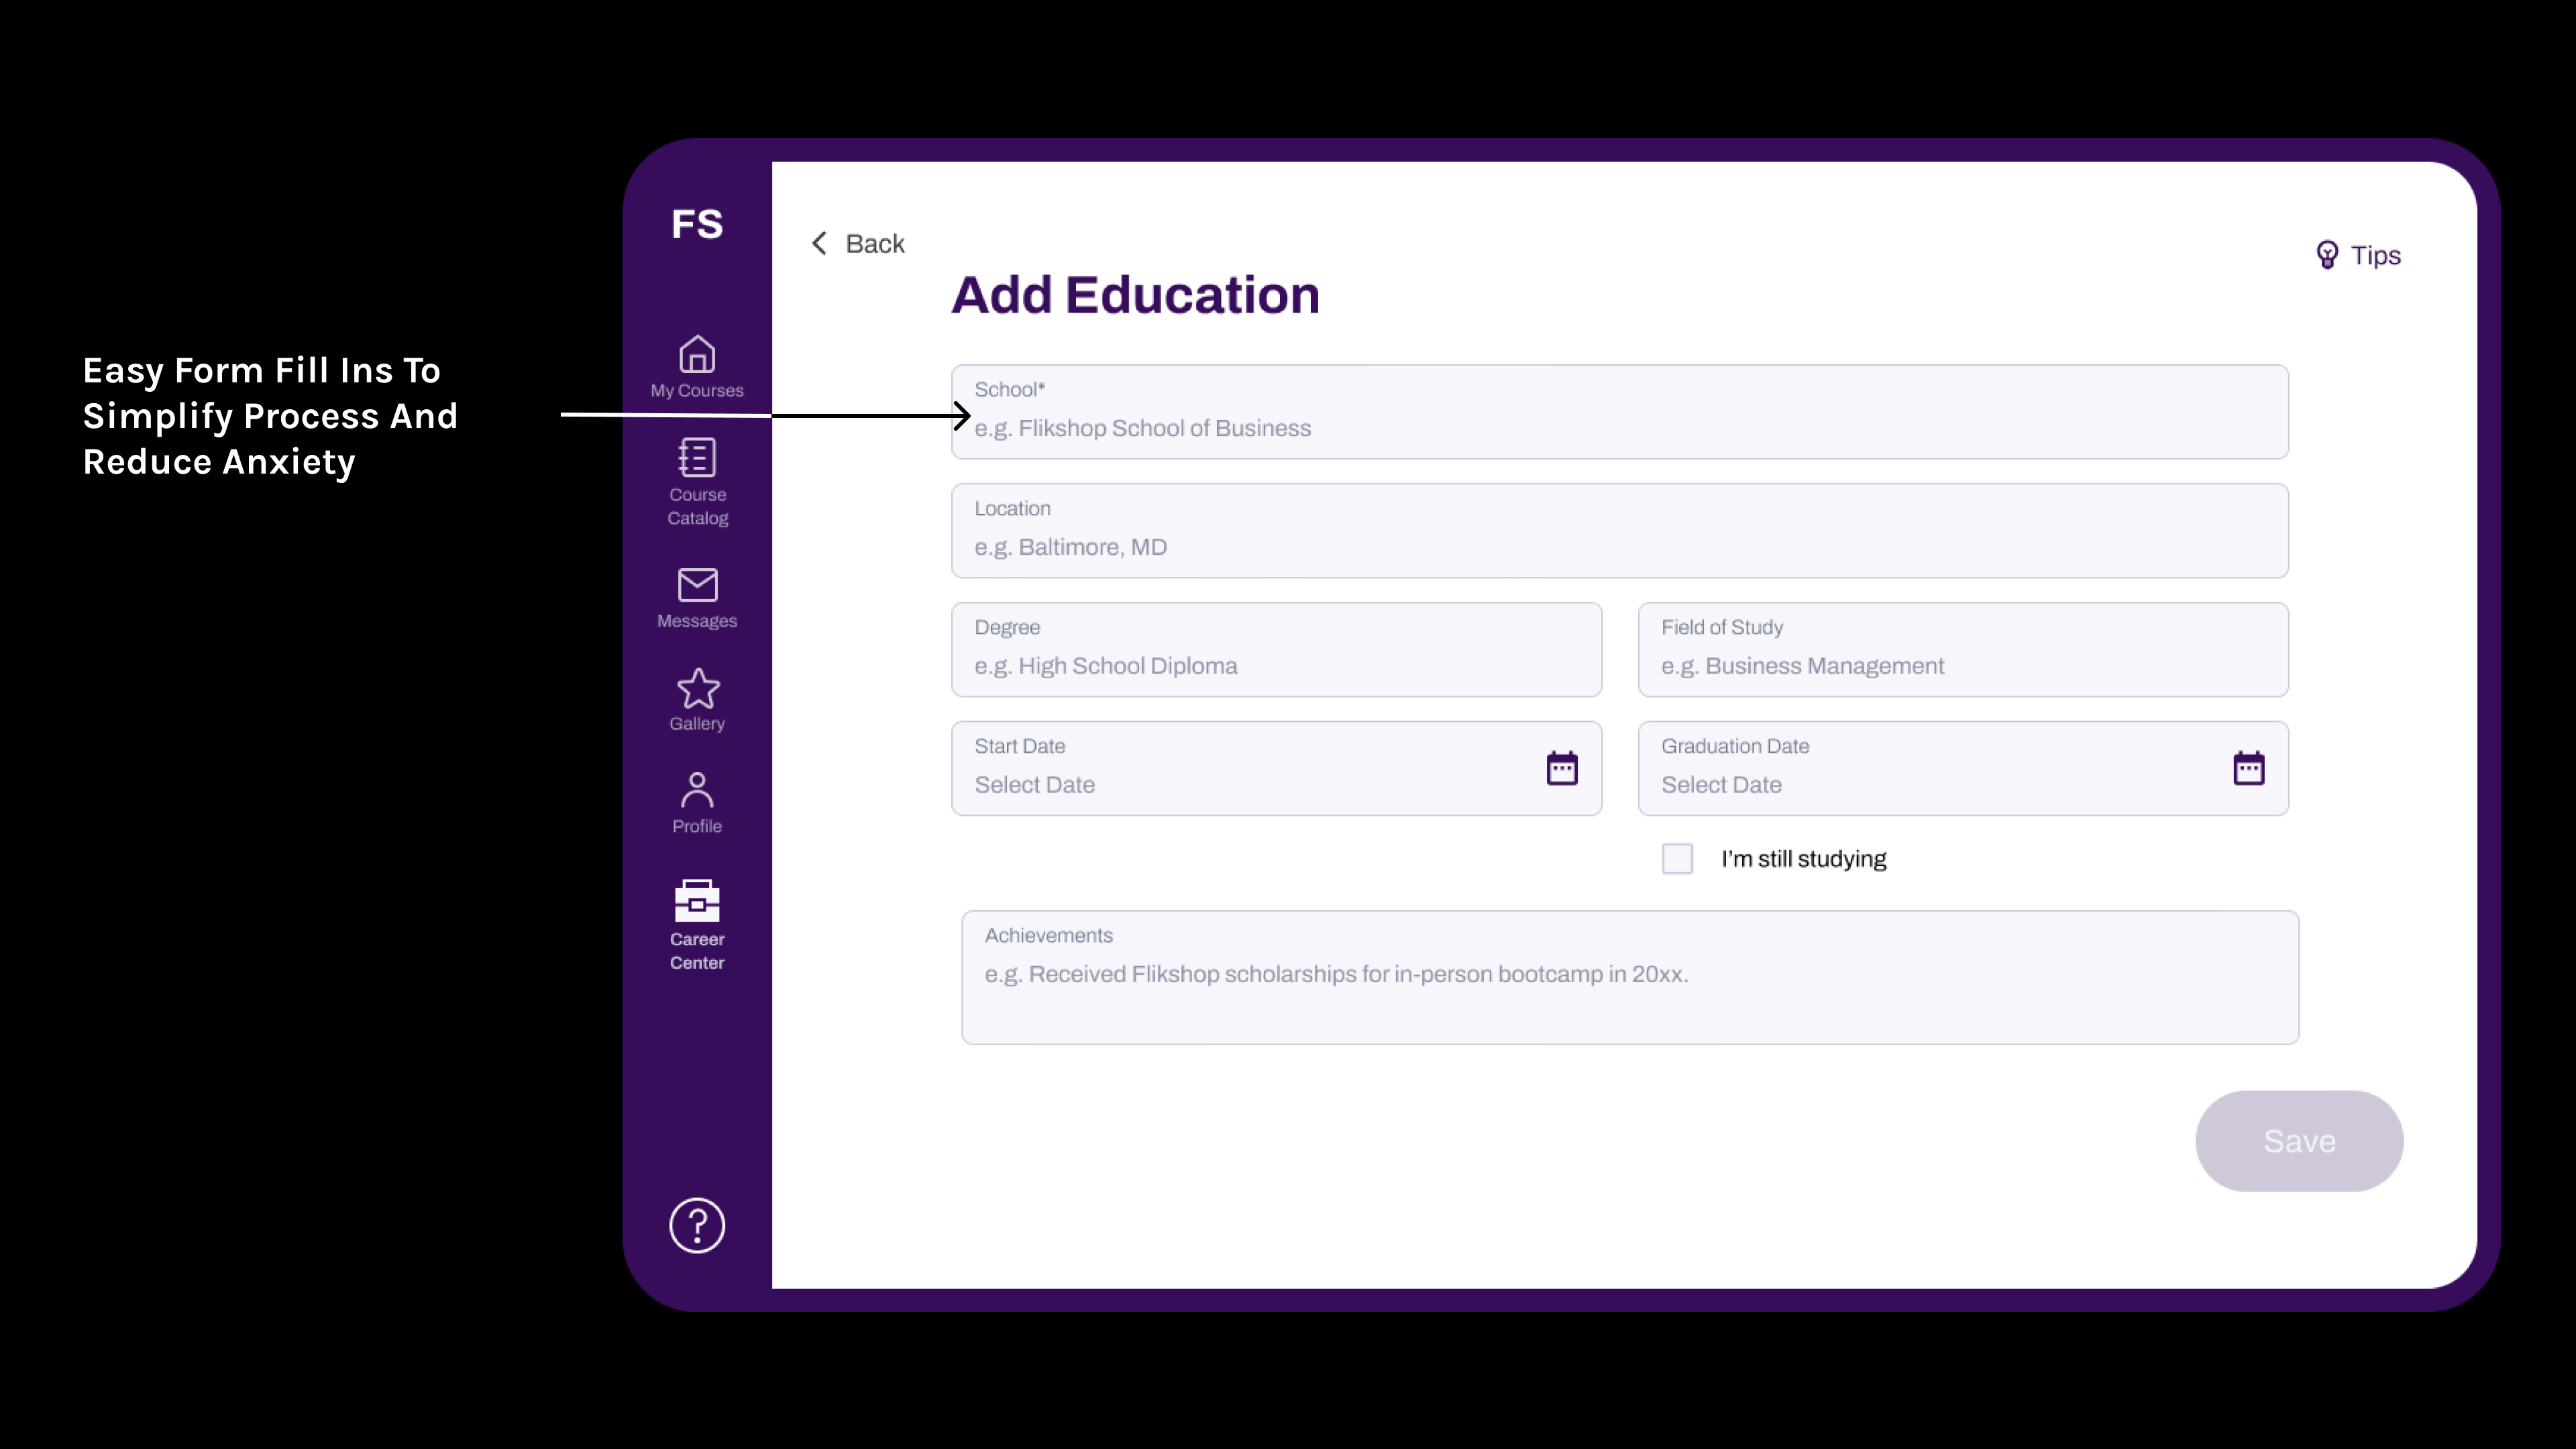 Easy Form Fill Ins To
Simplify Process And
Reduce Anxiety
FS
My Courses
Course
Catalog
Messages
Gallery
Profile
Career
Center
?
Back
Tips
Add Education
School*
e.g. Flikshop School of Business
Location
e.g. Baltimore, MD
Degree
e.g. High School Diploma
Field of Study
e.g. Business Management
Start Date
Select Date
Graduation Date
Select Date
I'm still studying
Achievements
e.g. Received Flikshop scholarships for in-person bootcamp in 20xx.
Save